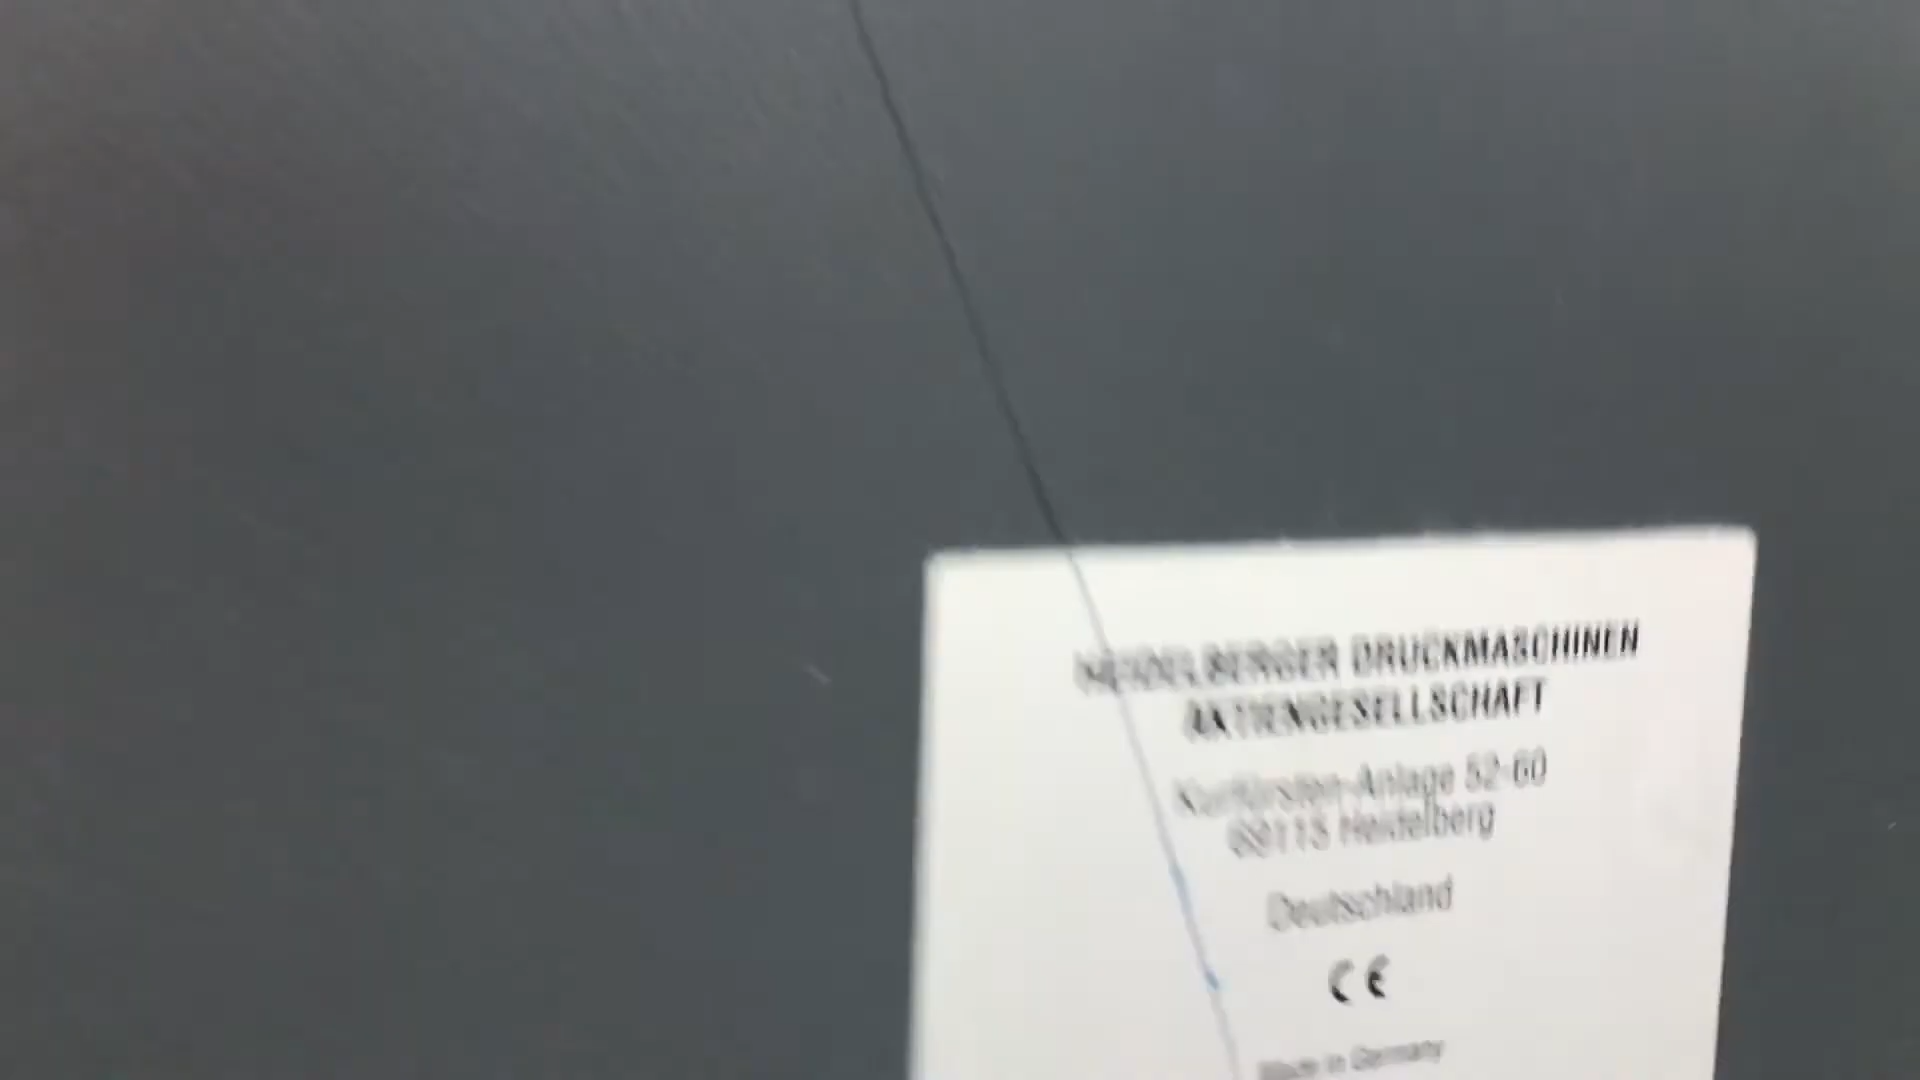 HEIDELBERGER DRUCKMASCHINEN
AKTIENGESELLSCHAFT
Kurfürsten-Anlage 52-60
69115 Heidelberg
Deutschland
CE
Made in Germany